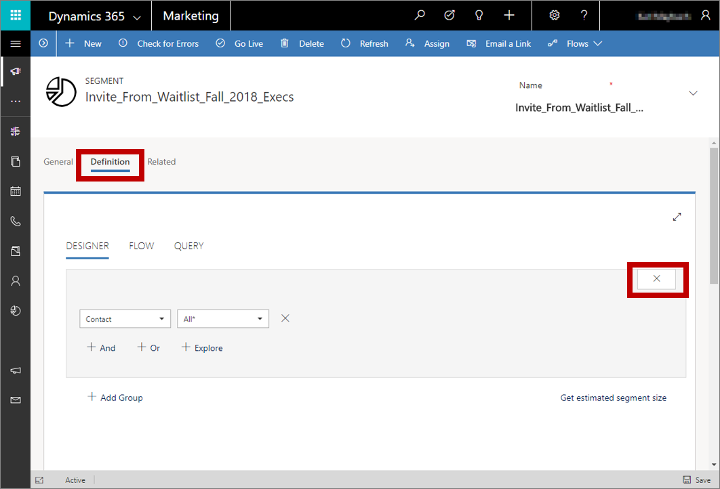 Dynamics 365 Marketing
New Check for Errors Go Live Delete Refresh Assign Email a Link Flows
SEGMENT
Invite_From_Waitlist_Fall_2018_Execs
Name *
Invite_From_Waitlist_Fall_...
General Definition Related
DESIGNER FLOW QUERY
Contact All*
And Or Explore
Add Group Get estimated segment size
Active Save